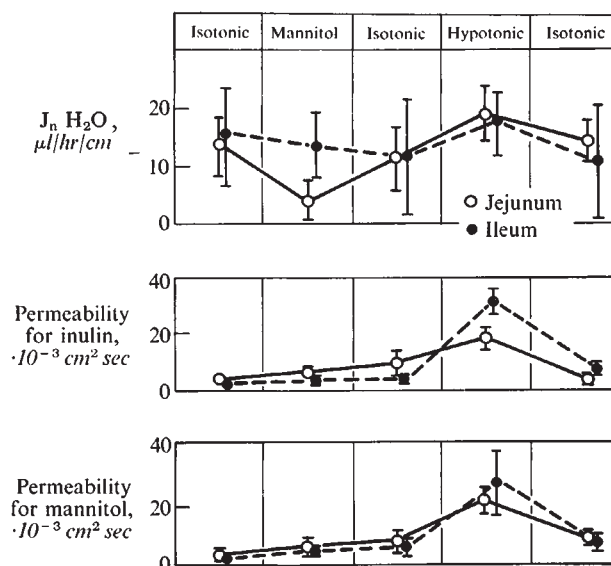 Isotonic Mannitol Isotonic Hypotonic Isotonic
Jₙ H₂O,
μl/hr/cm
20
10
0
Jejunum
Ileum
Permeability
for inulin,
·10⁻³ cm² sec
40
20
0
Permeability
for mannitol,
·10⁻³ cm² sec
40
20
0